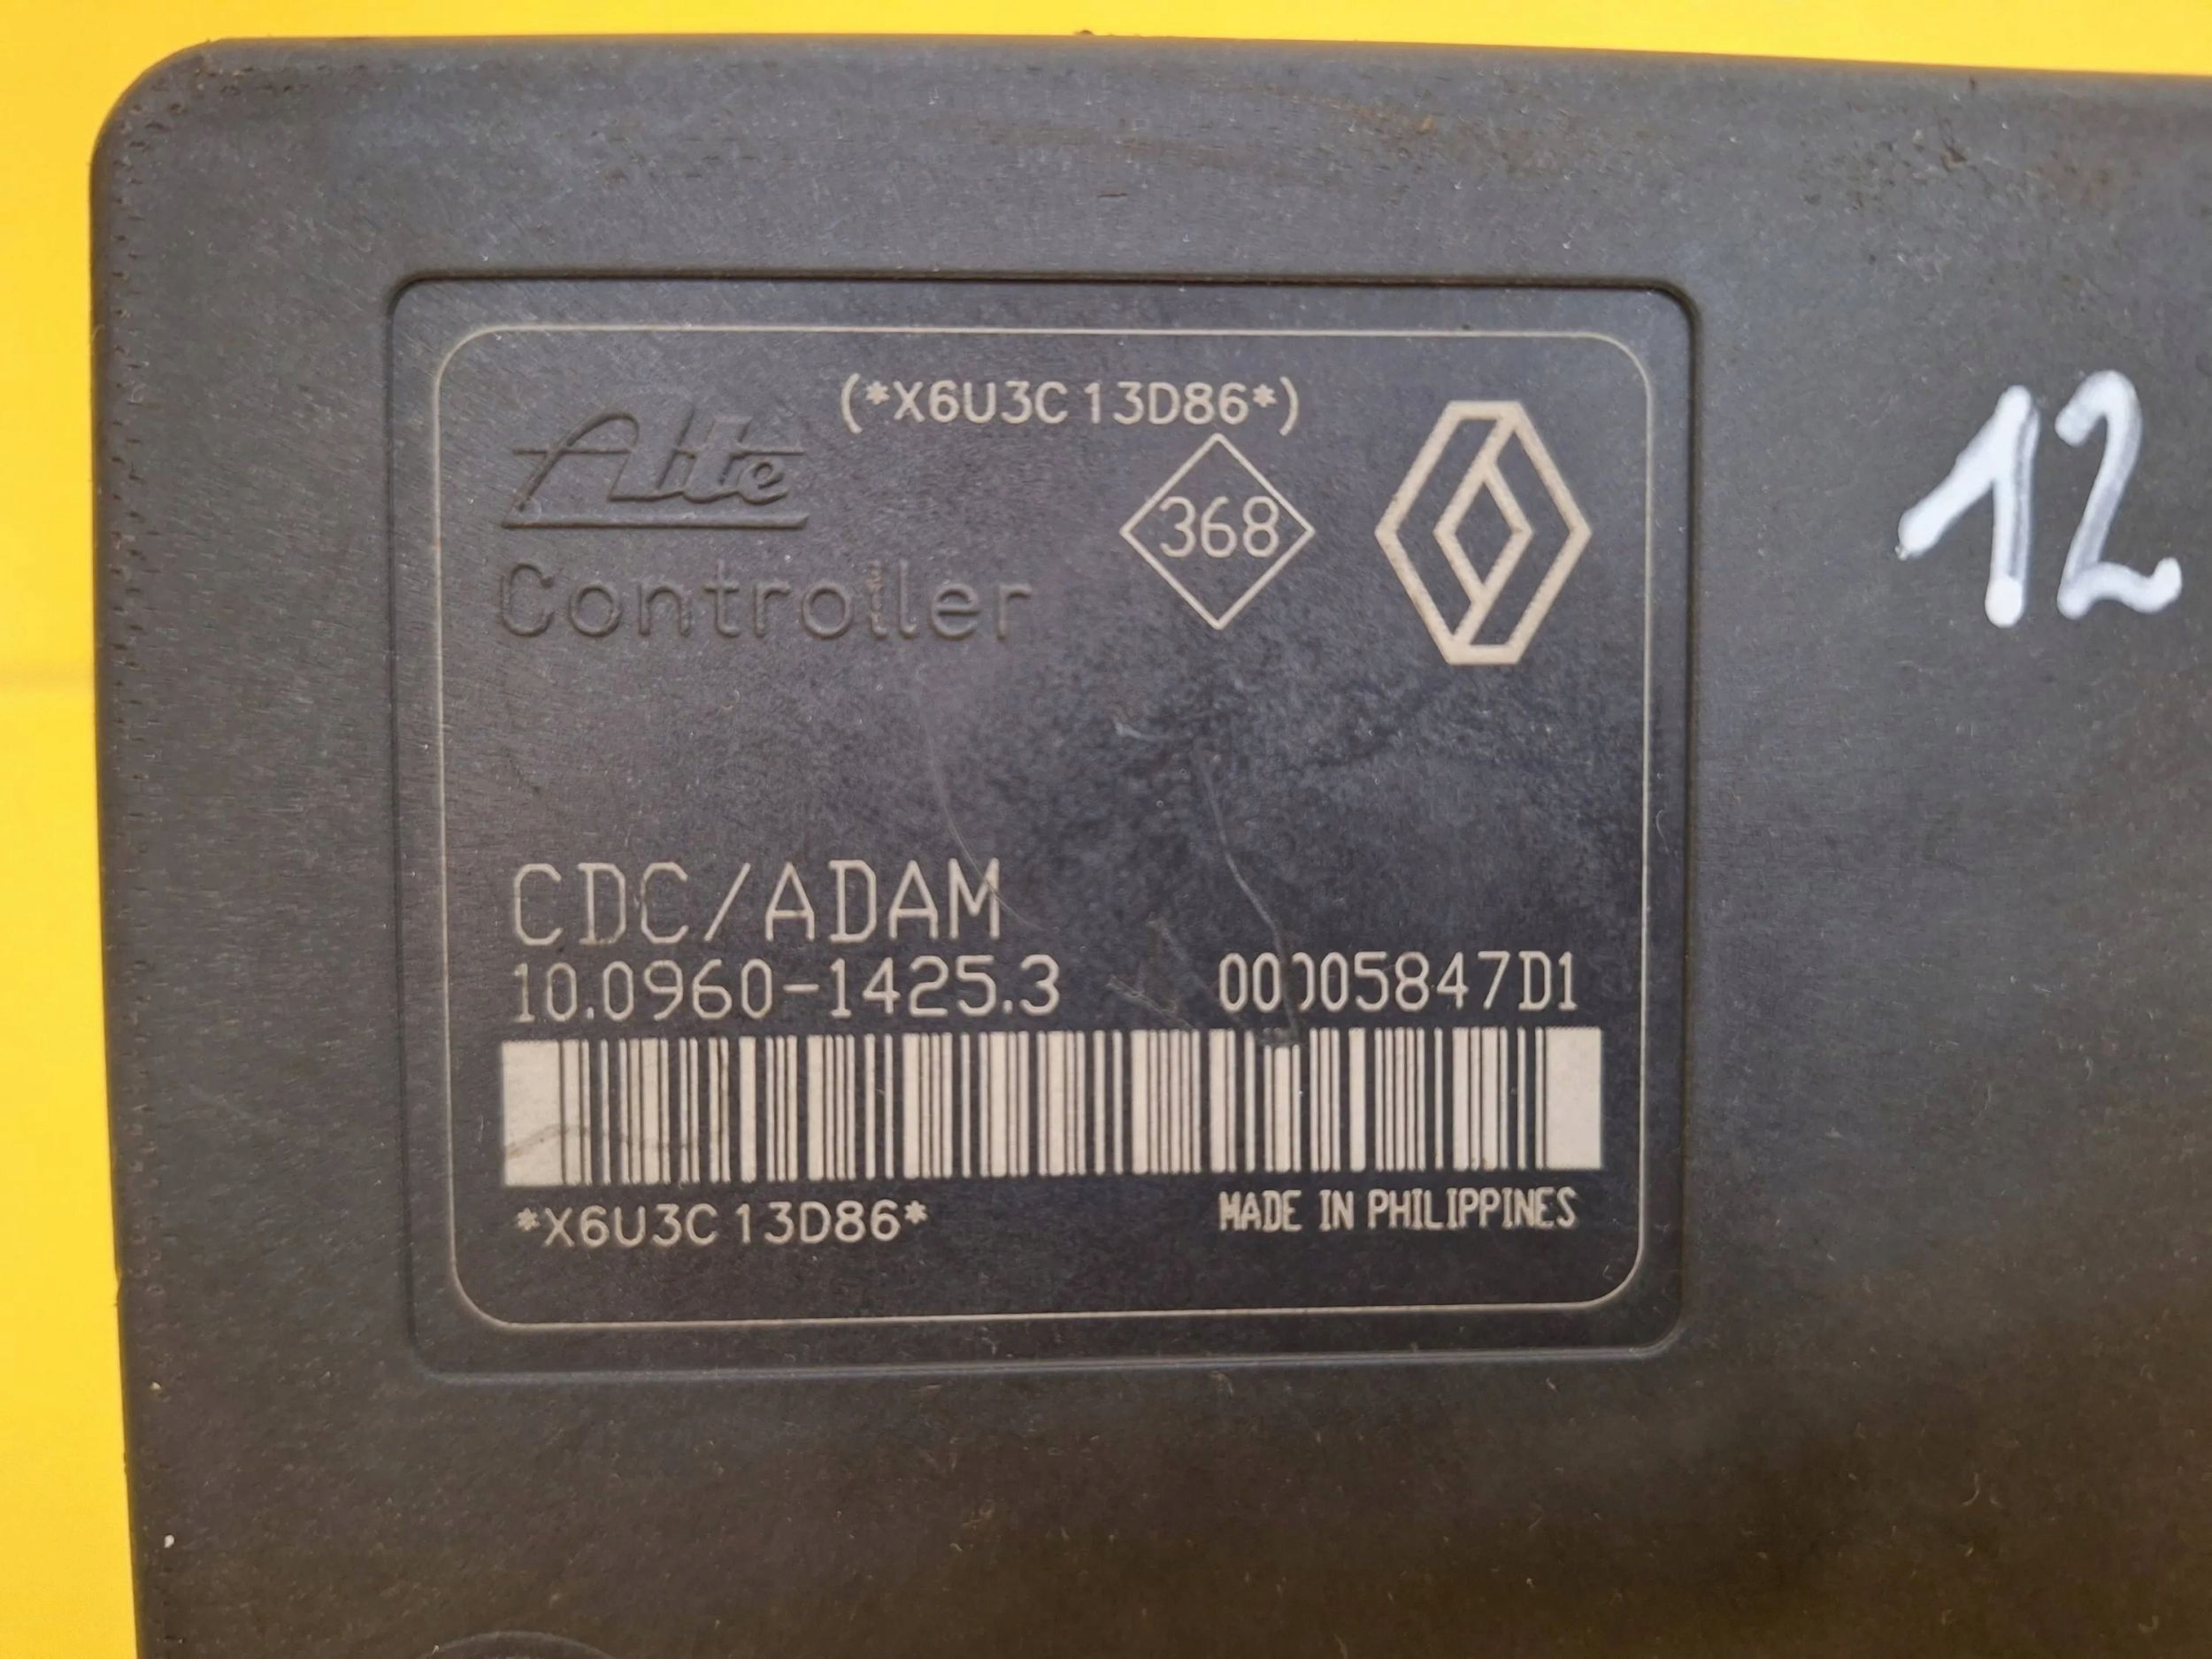 (*X6U3C13D86*)
Ate
368
Controller
12
CDC/ADAM
10.0960-1425.3 00005847D1
*X6U3C13D86* MADE IN PHILIPPINES